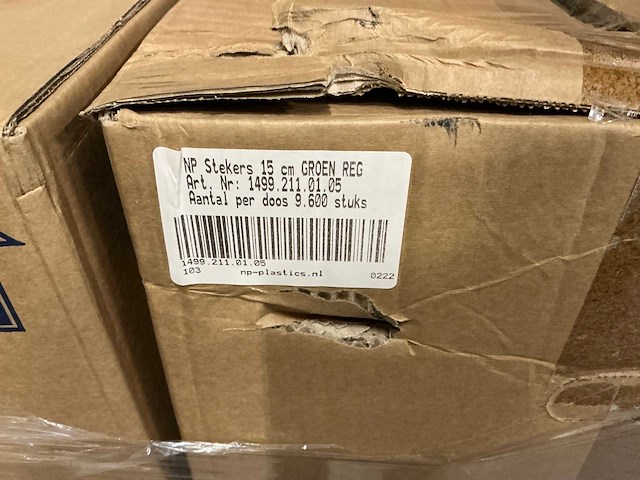 NP Stekers 15 cm GROEN REG
Art. Nr: 1499.211.01.05
Aantal per doos 9.600 stuks
1499.211.01.05
103 np-plastics.nl 0222